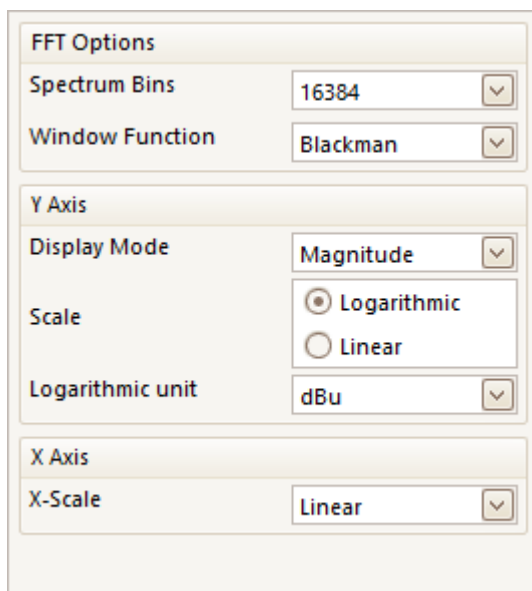 FFT Options
Spectrum Bins 16384
Window Function Blackman
Y Axis
Display Mode Magnitude
Scale Logarithmic
Linear
Logarithmic unit dBu
X Axis
X-Scale Linear